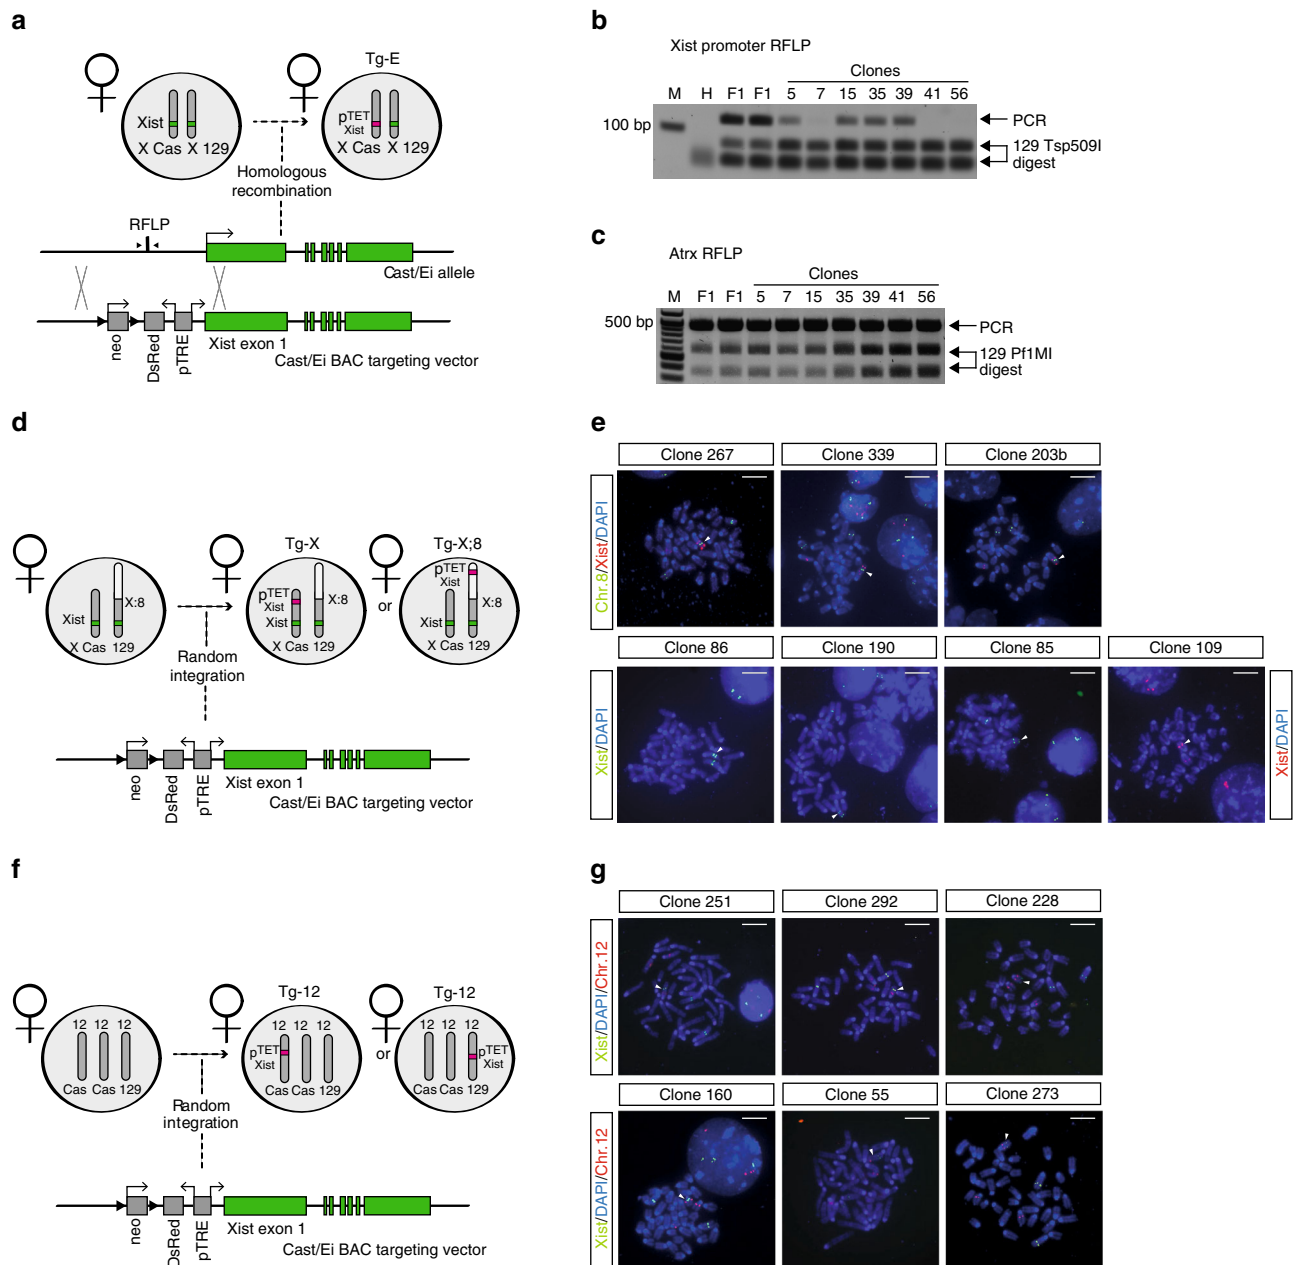 a
Tg-E
Xist
pTET
Xist
X Cas X 129
X Cas X 129
Homologous
recombination
RFLP
Cast/Ei allele
neo
DsRed
pTRE
Xist exon 1
Cast/Ei BAC targeting vector
b
Xist promoter RFLP
Clones
M H F1 F1 5 7 15 35 39 41 56
100 bp
PCR
129 Tsp509I
digest
c
Atrx RFLP
Clones
M F1 F1 5 7 15 35 39 41 56
500 bp
PCR
129 Pf1MI
digest
d
Tg-X
Tg-X;8
Xist
X:8
X Cas 129
pTET
Xist
Xist
X:8
X Cas 129
or
pTET
Xist
X:8
Xist
X Cas 129
Random
integration
neo
DsRed
pTRE
Xist exon 1
Cast/Ei BAC targeting vector
e
Clone 267
Clone 339
Clone 203b
Chr.8/Xist/DAPI
Clone 86
Clone 190
Clone 85
Clone 109
Xist/DAPI
Xist/DAPI
f
Tg-12
Tg-12
12 12 12
Cas Cas 129
12 12 12
pTET
Xist
Cas Cas 129
or
12 12 12
pTET
Xist
Cas Cas 129
Random
integration
neo
DsRed
pTRE
Xist exon 1
Cast/Ei BAC targeting vector
g
Clone 251
Clone 292
Clone 228
Xist/DAPI/Chr.12
Clone 160
Clone 55
Clone 273
Xist/DAPI/Chr.12